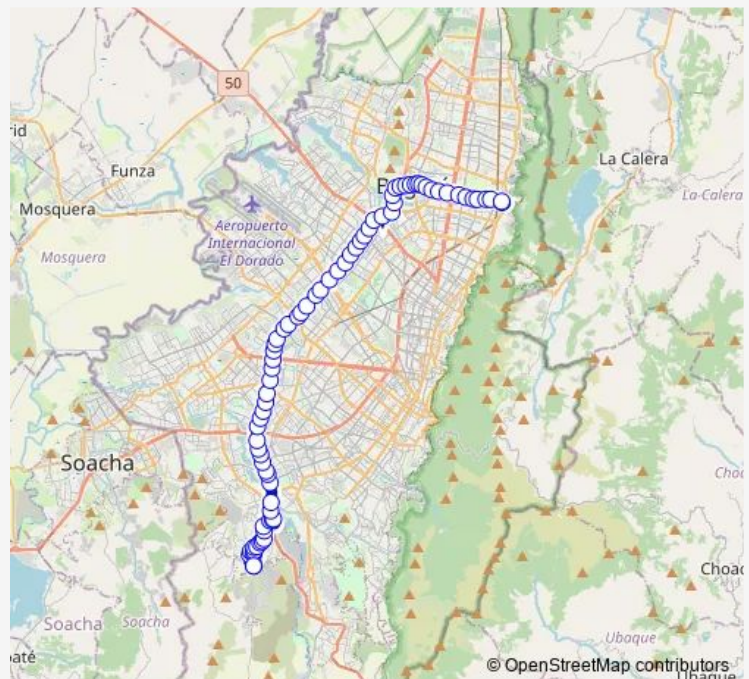 50
rid
Funza
Mosquera
Mosquera
Aeropuerto
Internacional
El Dorado
La Calera
La-Calera
Soacha
Soacha
Soacha
Choac
Ubaque
© OpenStreetMap contributors